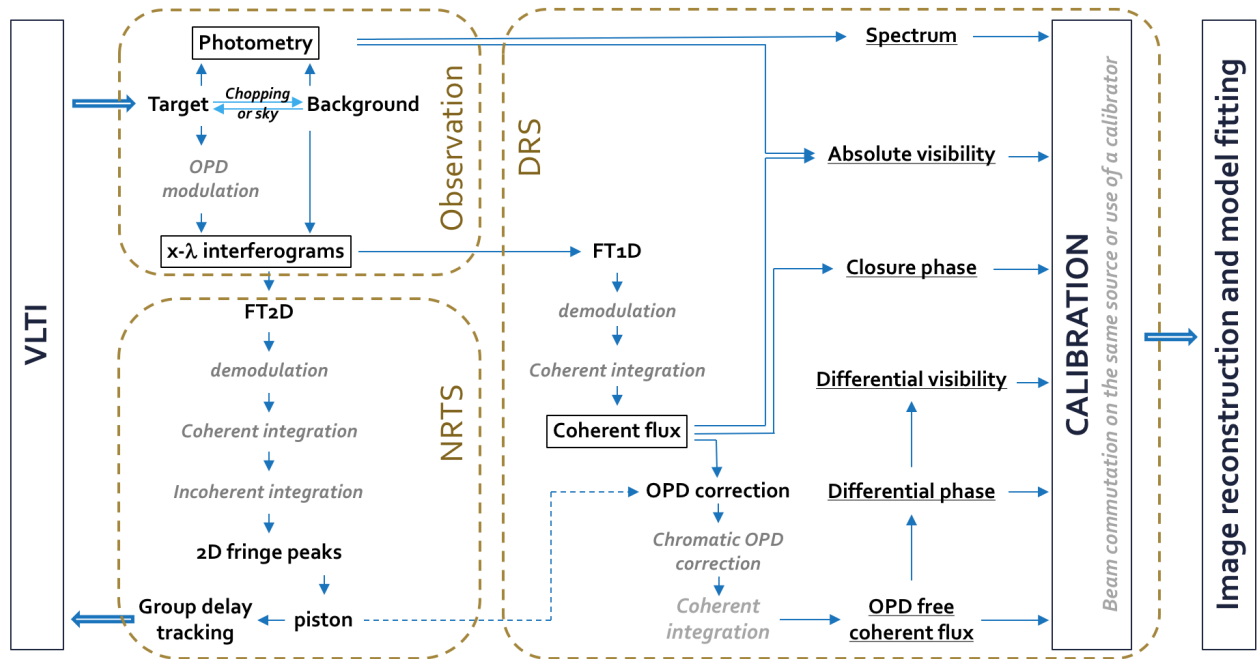 VLTI
Photometry
Target
Chopping
or sky
Background
OPD
modulation
x-λ interferograms
Observation
FT2D
demodulation
Coherent integration
Incoherent integration
2D fringe peaks
Group delay
tracking
piston
NRTS
DRS
FT1D
demodulation
Coherent integration
Coherent flux
OPD correction
Chromatic OPD
correction
Coherent
integration
Spectrum
Absolute visibility
Closure phase
Differential visibility
Differential phase
OPD free
coherent flux
CALIBRATION
Beam commutation on the same source or use of a calibrator
Image reconstruction and model fitting